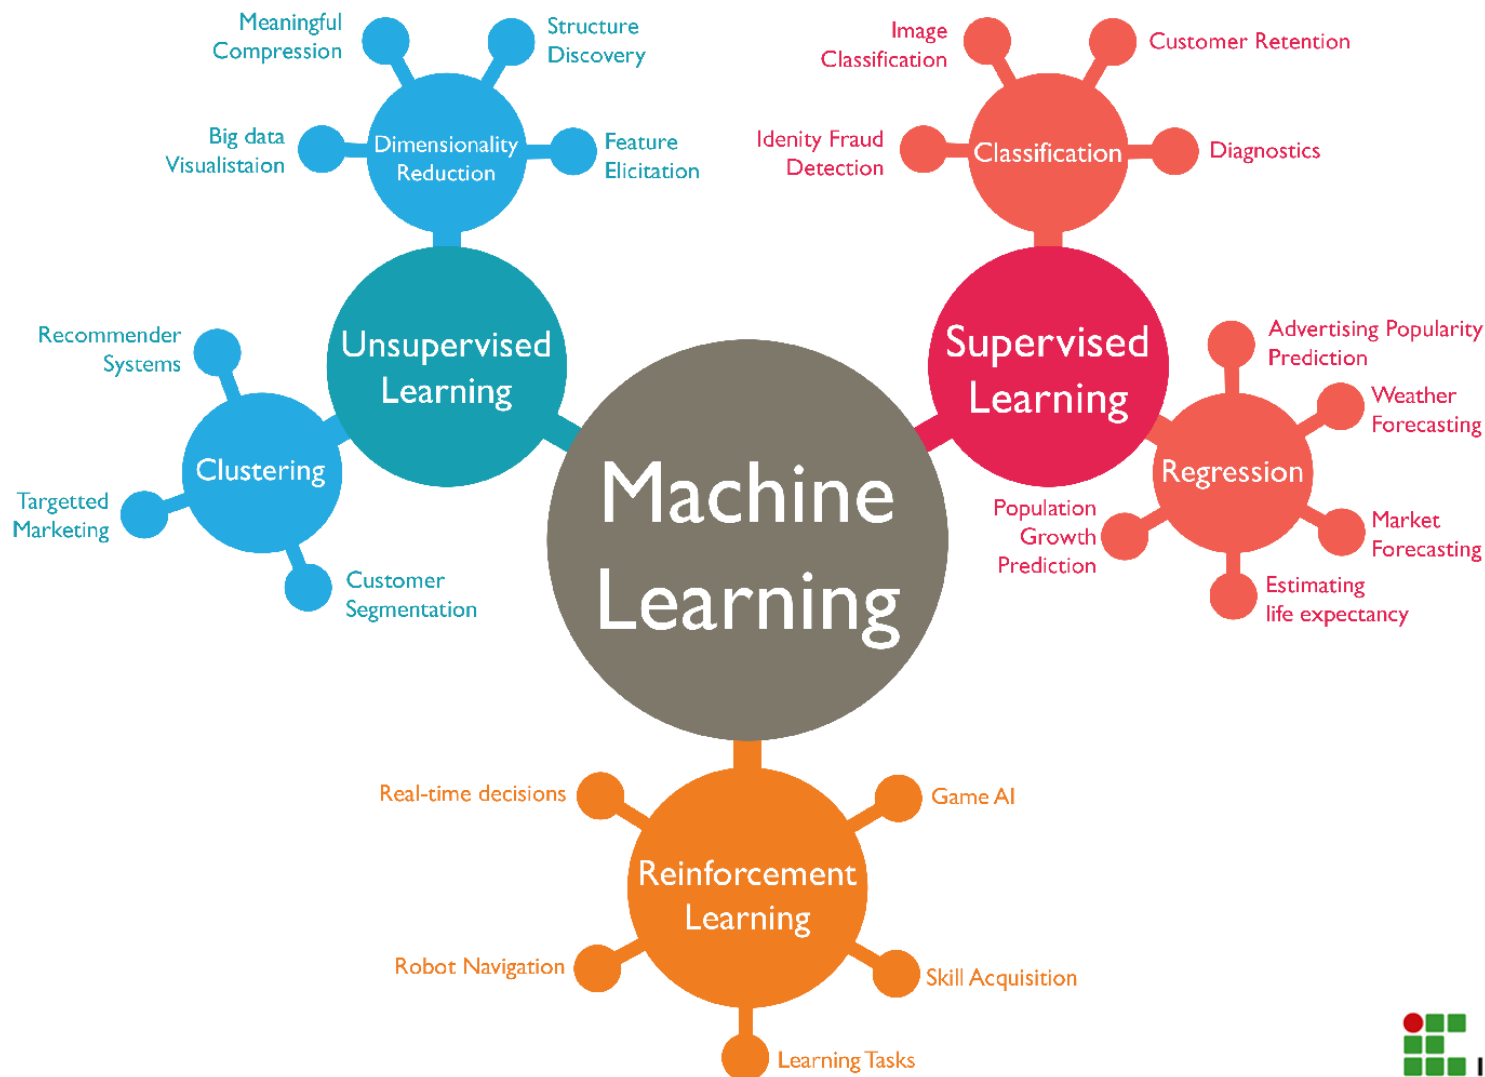 Meaningful
Compression
Structure
Discovery
Big data
Visualistaion
Dimensionality
Reduction
Feature
Elicitation
Image
Classification
Customer Retention
Idenity Fraud
Detection
Classification
Diagnostics
Unsupervised
Learning
Supervised
Learning
Recommender
Systems
Clustering
Targetted
Marketing
Customer
Segmentation
Advertising Popularity
Prediction
Weather
Forecasting
Regression
Population
Growth
Prediction
Market
Forecasting
Estimating
life expectancy
Machine
Learning
Real-time decisions
Game AI
Reinforcement
Learning
Robot Navigation
Skill Acquisition
Learning Tasks